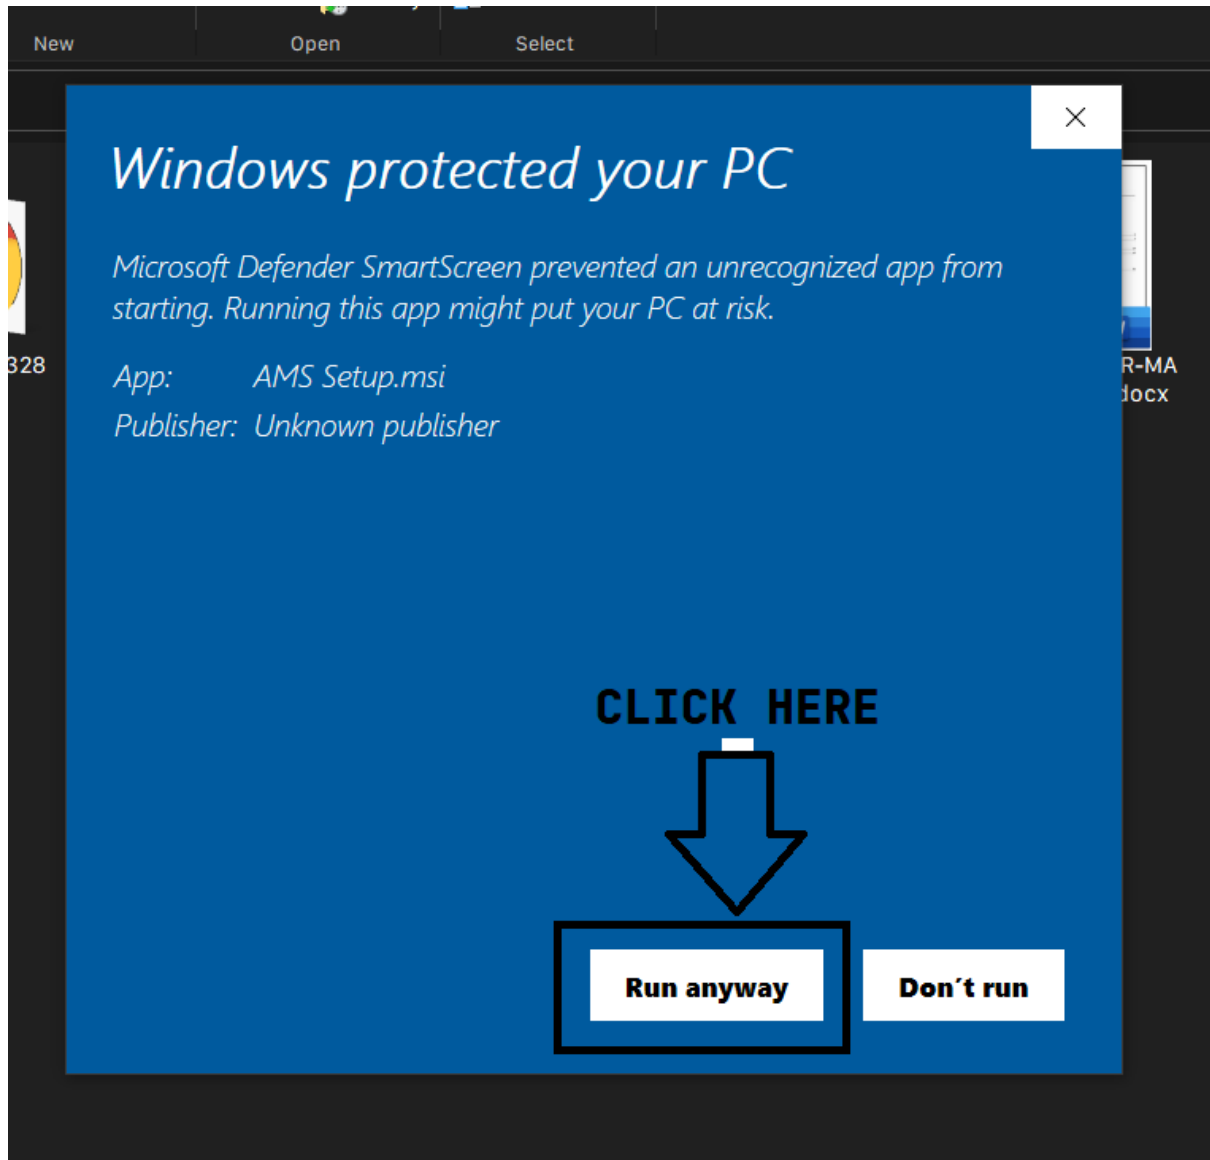 New Open Select
Windows protected your PC
Microsoft Defender SmartScreen prevented an unrecognized app from
starting. Running this app might put your PC at risk.
App: AMS Setup.msi
Publisher: Unknown publisher
328
R-MA
docx
CLICK HERE
Run anyway Don´t run